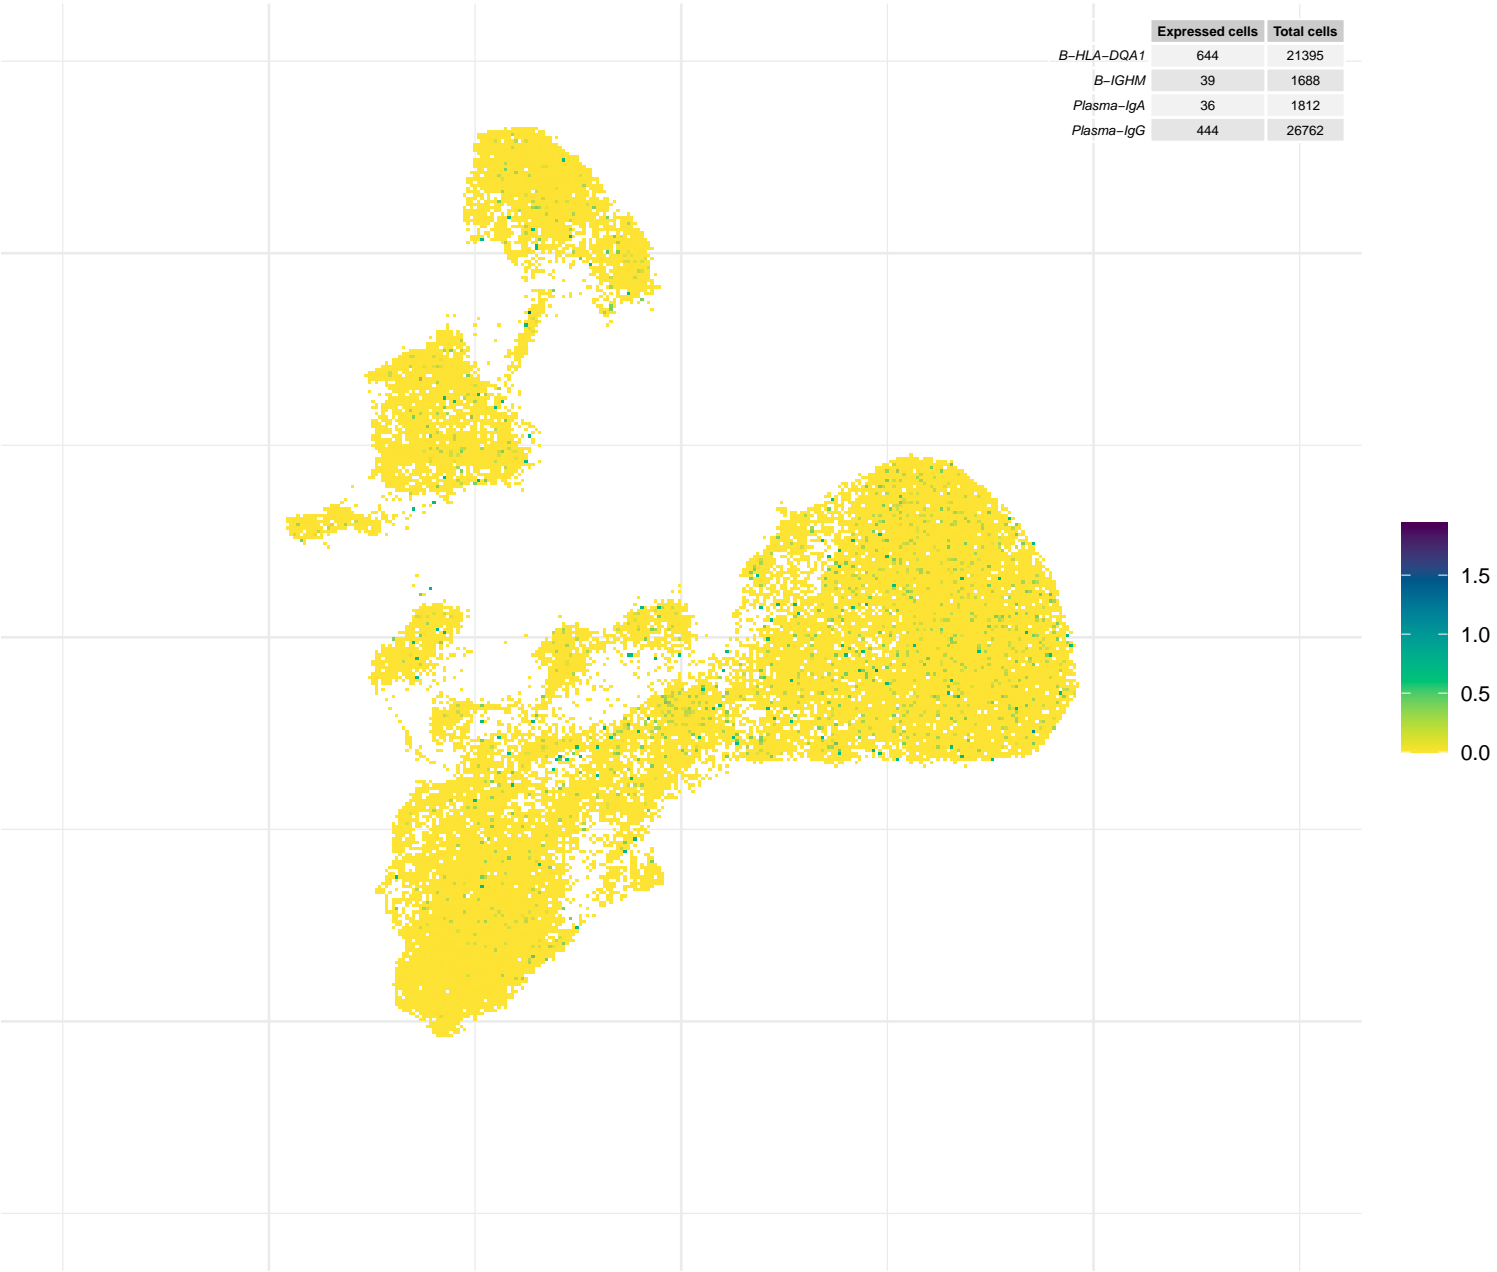 Expressed cells Total cells
B−HLA−DQA1 644 21395
B−IGHM 39 1688
Plasma−IgA 36 1812
Plasma−IgG 444 26762
1.5
1.0
0.5
0.0